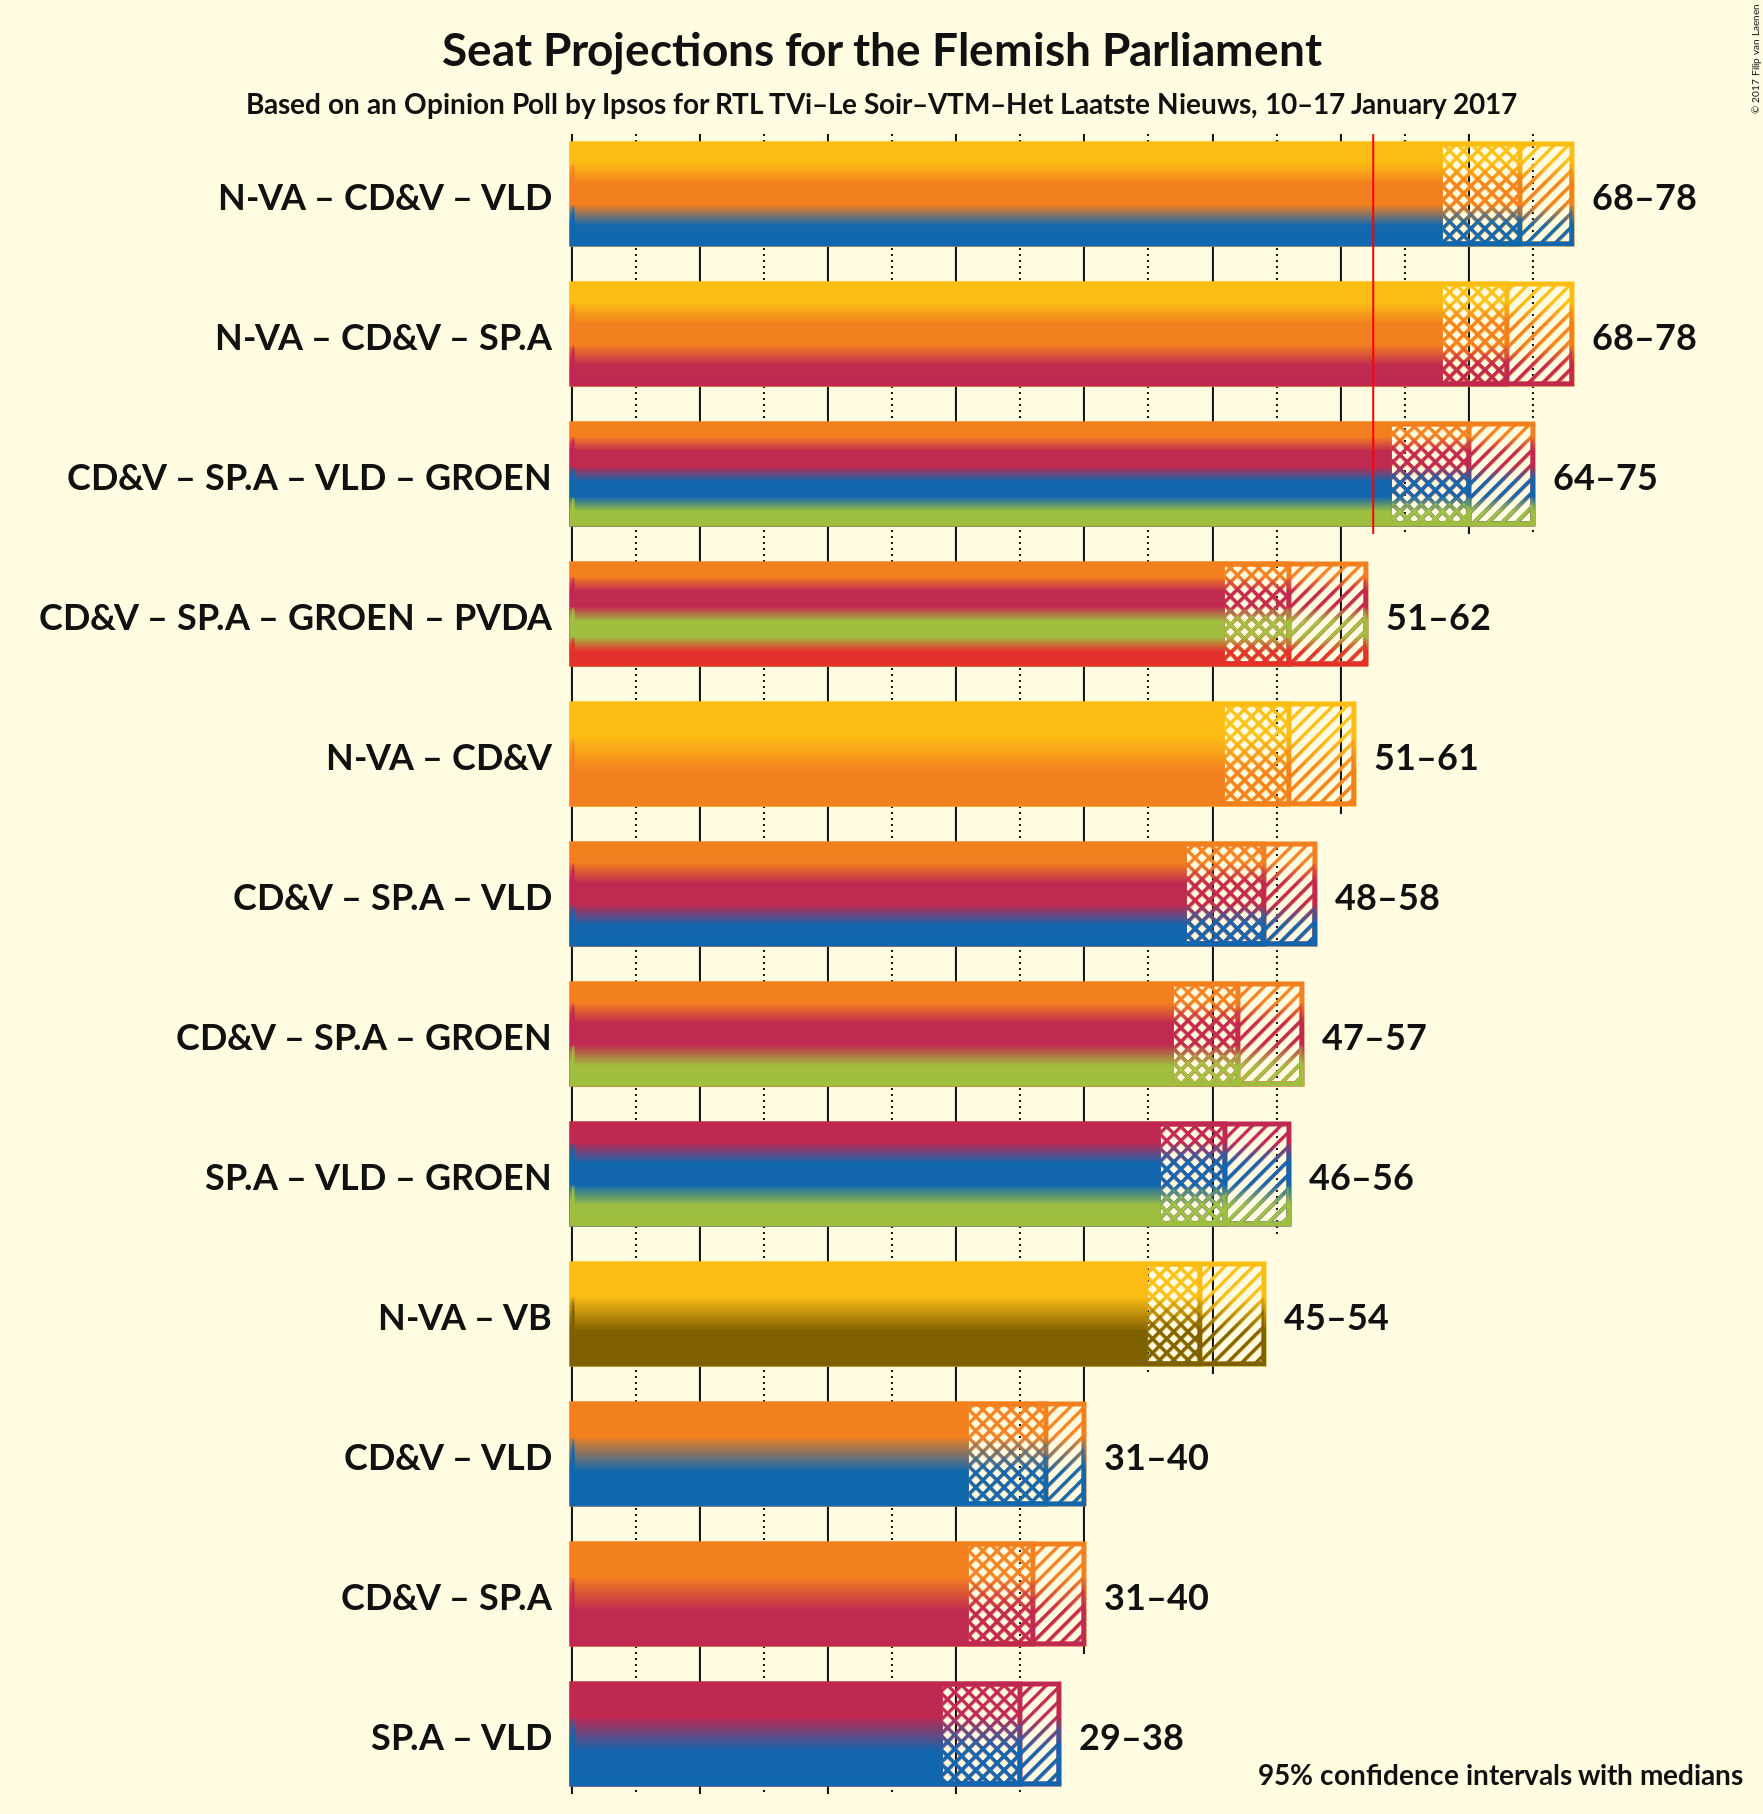 © 2017 Filip van Laenen
Seat Projections for the Flemish Parliament
Based on an Opinion Poll by Ipsos for RTL TVi–Le Soir–VTM–Het Laatste Nieuws, 10–17 January 2017
N-VA – CD&V – VLD 68–78
N-VA – CD&V – SP.A 68–78
CD&V – SP.A – VLD – GROEN 64–75
CD&V – SP.A – GROEN – PVDA 51–62
N-VA – CD&V 51–61
CD&V – SP.A – VLD 48–58
CD&V – SP.A – GROEN 47–57
SP.A – VLD – GROEN 46–56
N-VA – VB 45–54
CD&V – VLD 31–40
CD&V – SP.A 31–40
SP.A – VLD 29–38
95% confidence intervals with medians